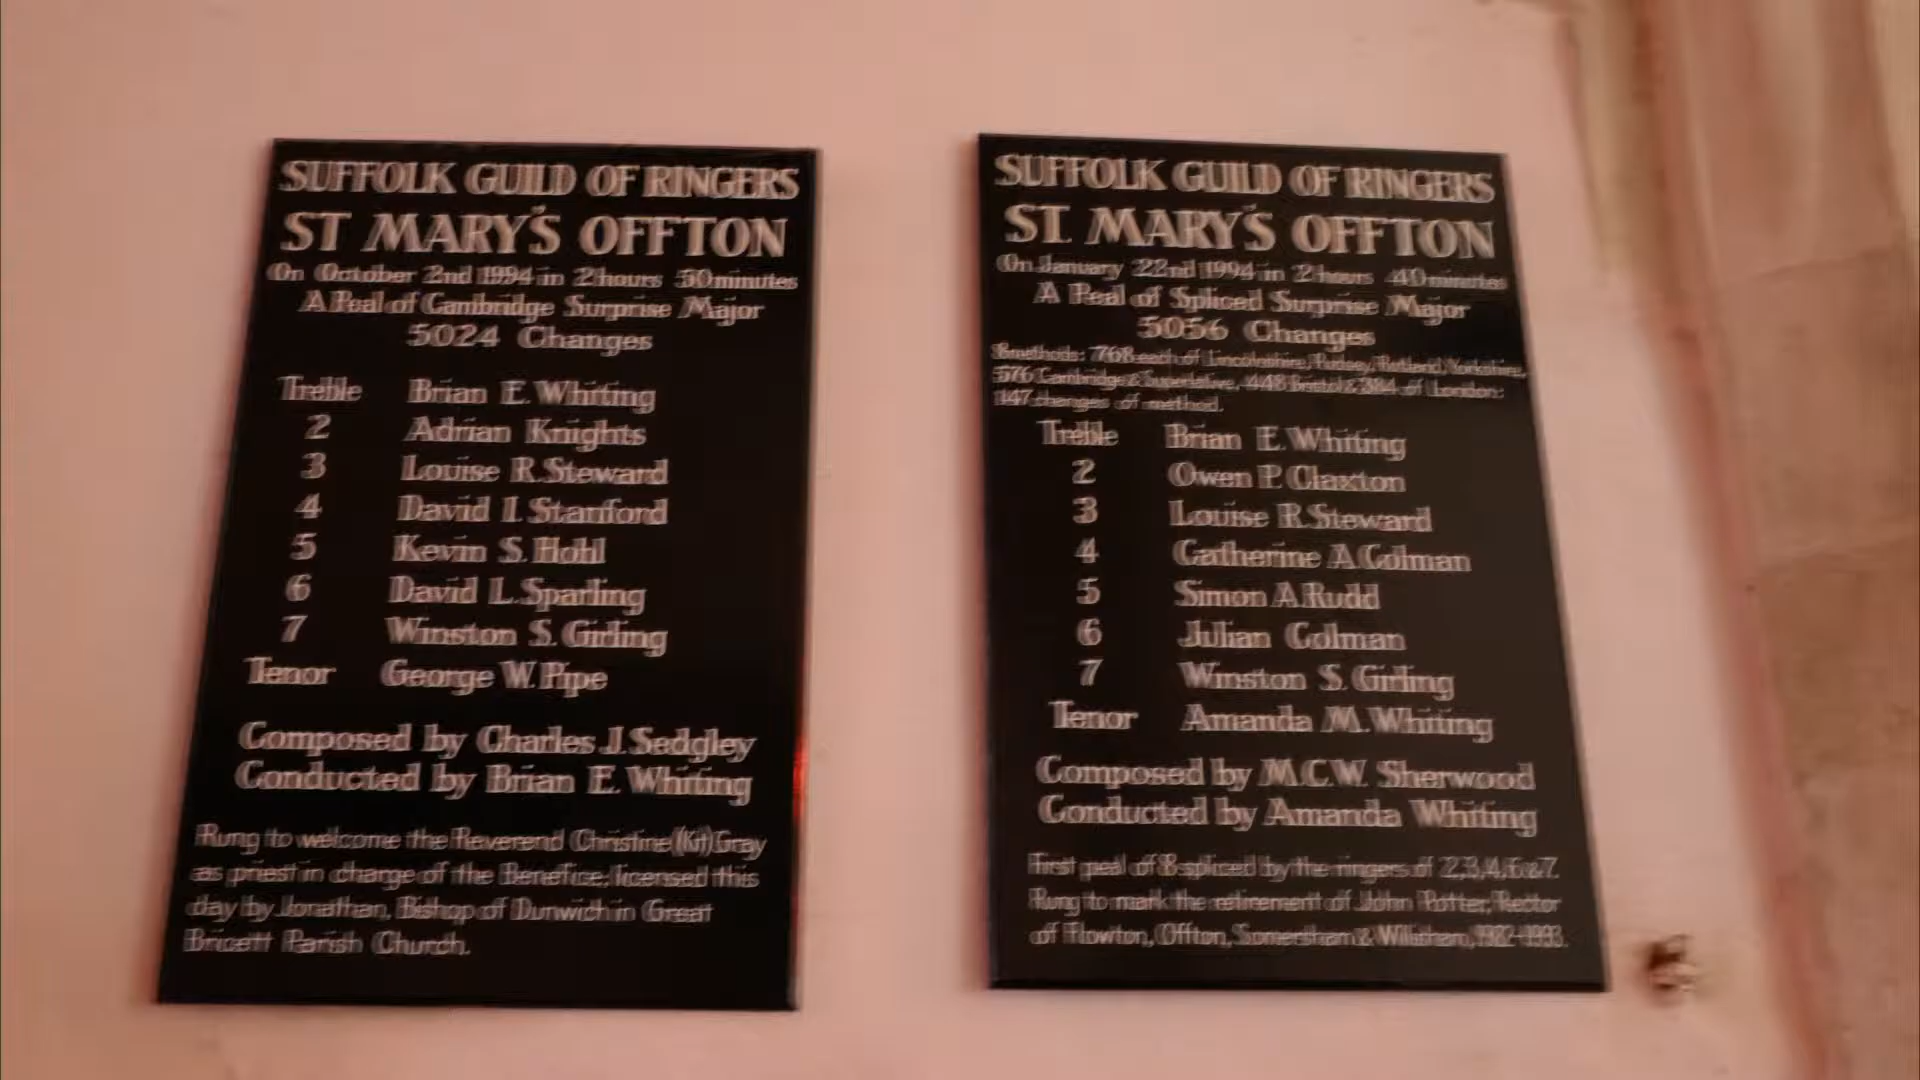 SUFFOLK GUILD OF RINGERS
ST MARY'S OFFTON
On October 2nd 1994 in 2 hours 50 minutes
A Peal of Cambridge Surprise Major
5024 Changes
Treble Brian E. Whiting
2 Adrian Knights
3 Louise R. Steward
4 David I. Stanford
5 Kevin S. Hohl
6 David L. Sparling
7 Winston S. Girling
Tenor George W. Pipe
Composed by Charles J. Sedgley
Conducted by Brian E. Whiting
Rung to welcome the Reverend Christine (Kit) Gray
as priest in charge of the Benefice, licensed this
day by Jonathan, Bishop of Dunwich in Great
Bricett Parish Church.
SUFFOLK GUILD OF RINGERS
ST. MARY'S OFFTON
On January 22nd 1994 in 2 hours 40 minutes
A Peal of Spliced Surprise Major
5056 Changes
8 methods: 768 each of Lincolnshire, Pudsey, Rutland, Yorkshire,
576 Cambridge & Superlative, 448 Bristol & 384 of London:
147 changes of method.
Treble Brian E. Whiting
2 Owen P. Claxton
3 Louise R. Steward
4 Catherine A. Colman
5 Simon A. Rudd
6 Julian Colman
7 Winston S. Girling
Tenor Amanda M. Whiting
Composed by M.C.W. Sherwood
Conducted by Amanda Whiting
First peal of 8 spliced by the ringers of 2,3,4,6 & 7.
Rung to mark the retirement of John Potter, Rector
of Flowton, Offton, Somersham & Willisham, 1982-1993.